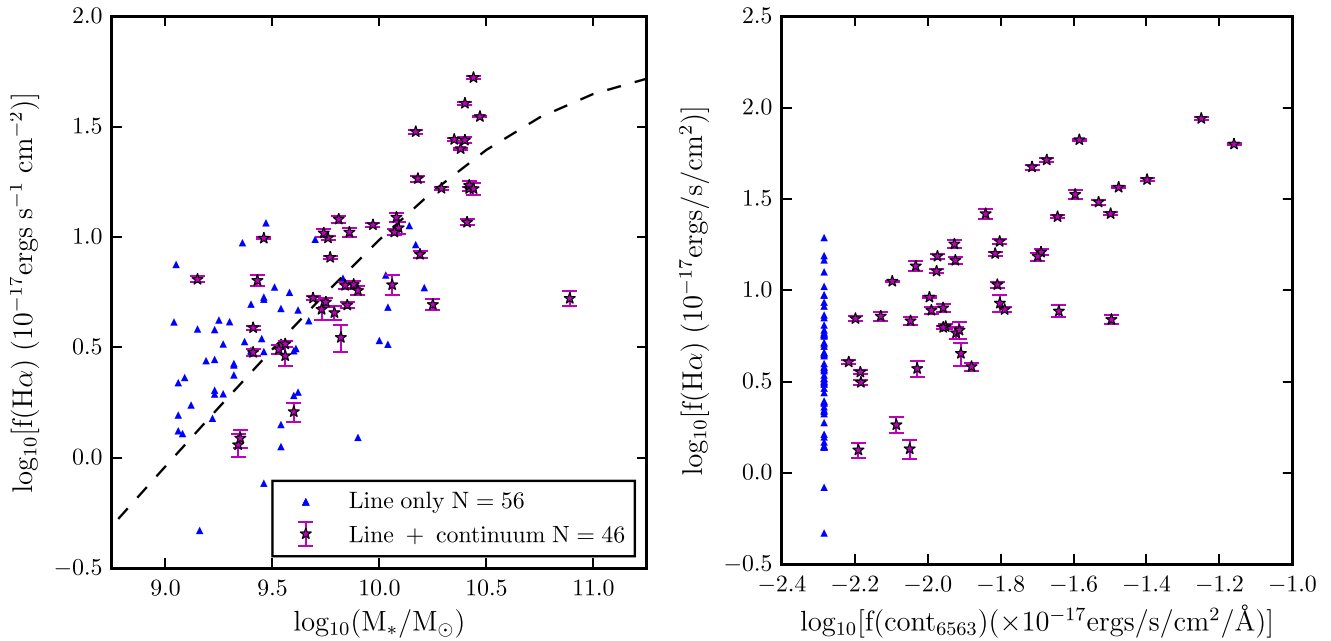 2.0
1.5
1.0
0.5
0.0
−0.5
log₁₀[f(Hα) (10⁻¹⁷ergs s⁻¹ cm⁻²)]
Line only N = 56
Line + continuum N = 46
9.0 9.5 10.0 10.5 11.0
log₁₀(M∗/M⊙)
2.5
2.0
1.5
1.0
0.5
0.0
−0.5
log₁₀[f(Hα) (10⁻¹⁷ergs/s/cm²)]
−2.4 −2.2 −2.0 −1.8 −1.6 −1.4 −1.2 −1.0
log₁₀[f(cont₆₅₆₃)(×10⁻¹⁷ergs/s/cm²/Å)]